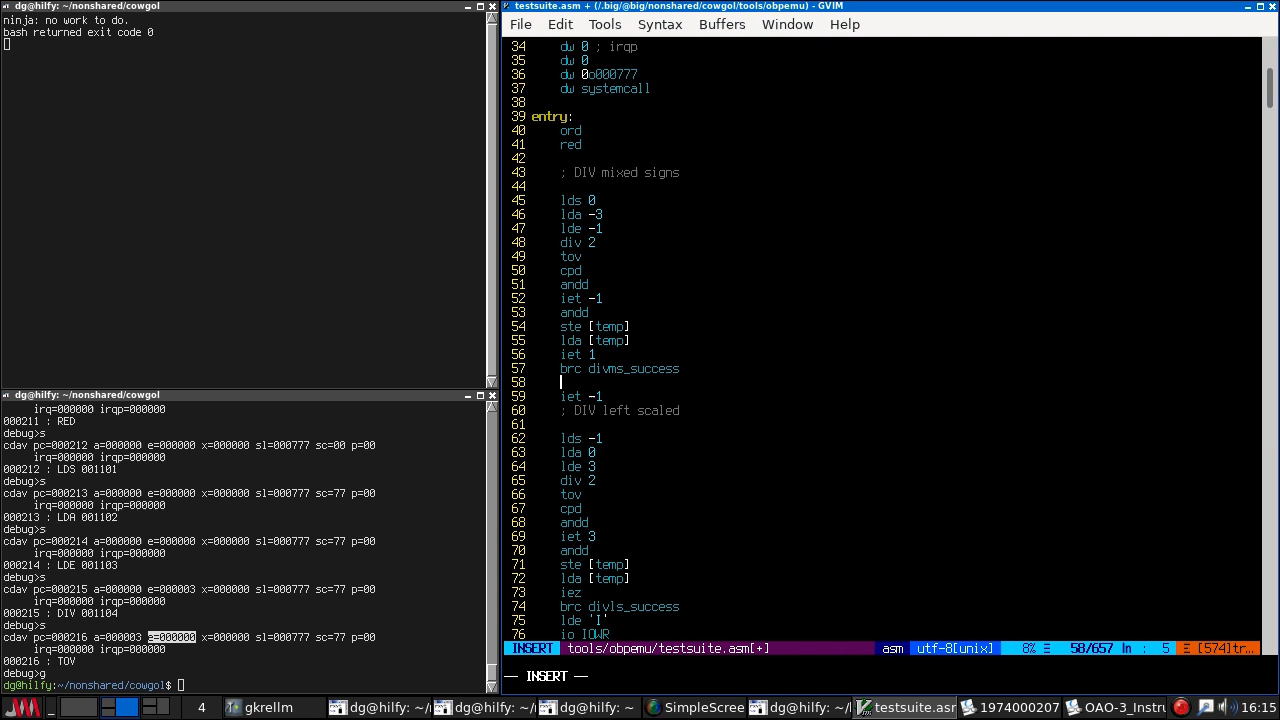 dg@hilfy: ~/nonshared/cowgol
ninja: no work to do.
bash returned exit code 0
dg@hilfy: ~/nonshared/cowgol
irq=000000 irqp=000000
000211 : RED
debug>s
cdav pc=000212 a=000000 e=000000 x=000000 sl=000777 sc=00 p=00
irq=000000 irqp=000000
000212 : LDS 001101
debug>s
cdav pc=000213 a=000000 e=000000 x=000000 sl=000777 sc=77 p=00
irq=000000 irqp=000000
000213 : LDA 001102
debug>s
cdav pc=000214 a=000000 e=000000 x=000000 sl=000777 sc=77 p=00
irq=000000 irqp=000000
000214 : LDE 001103
debug>s
cdav pc=000215 a=000000 e=000003 x=000000 sl=000777 sc=77 p=00
irq=000000 irqp=000000
000215 : DIV 001104
debug>s
cdav pc=000216 a=000003 e=000000 x=000000 sl=000777 sc=77 p=00
irq=000000 irqp=000000
000216 : TOV
debug>g
dg@hilfy:~/nonshared/cowgol$
testsuite.asm + (/.big/@big/nonshared/cowgol/tools/obpemu) - GVIM
File Edit Tools Syntax Buffers Window Help
34 dw 0 ; irqp
35 dw 0
36 dw 0o000777
37 dw systemcall
38
39 entry:
40 ord
41 red
42
43 ; DIV mixed signs
44
45 lds 0
46 lda -3
47 lde -1
48 div 2
49 tov
50 cpd
51 andd
52 iet -1
53 andd
54 ste [temp]
55 lda [temp]
56 iet 1
57 brc divms_success
58
59 iet -1
60 ; DIV left scaled
61
62 lds -1
63 lda 0
64 lde 3
65 div 2
66 tov
67 cpd
68 andd
69 iet 3
70 andd
71 ste [temp]
72 lda [temp]
73 iez
74 brc divls_success
75 lde 'I'
76 io IOWR
INSERT tools/obpemu/testsuite.asm[+] asm utf-8[unix] 8% Ξ 58/657 ln : 5 Ξ [574]tr…
— INSERT —
4 gkrellm dg@hilfy: ~/ dg@hilfy: ~/ dg@hilfy: ~ SimpleScree dg@hilfy: ~/ testsuite.asr 1974000207 OAO-3_Instru 16:15